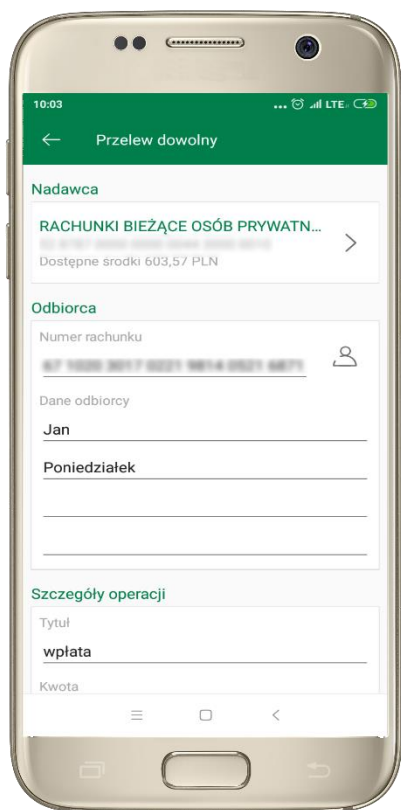 10:03
... LTE
Przelew dowolny
Nadawca
RACHUNKI BIEŻĄCE OSÓB PRYWATN...
Dostępne środki 603,57 PLN
Odbiorca
Numer rachunku
Dane odbiorcy
Jan
Poniedziałek
Szczegóły operacji
Tytuł
wpłata
Kwota